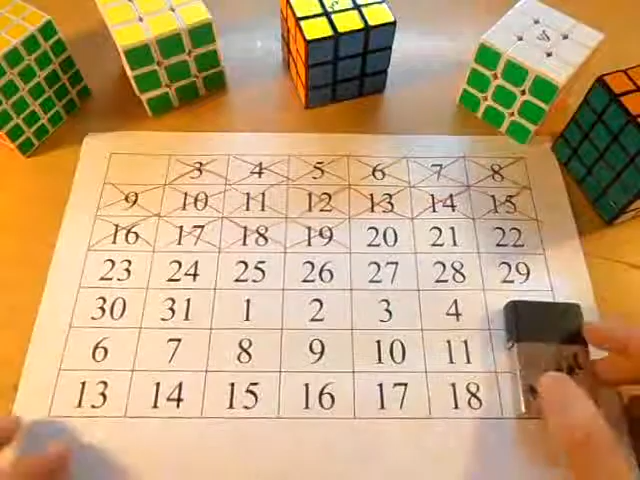 3 4 5 6 7 8
9 10 11 12 13 14 15
16 17 18 19 20 21 22
23 24 25 26 27 28 29
30 31 1 2 3 4
6 7 8 9 10 11
13 14 15 16 17 18